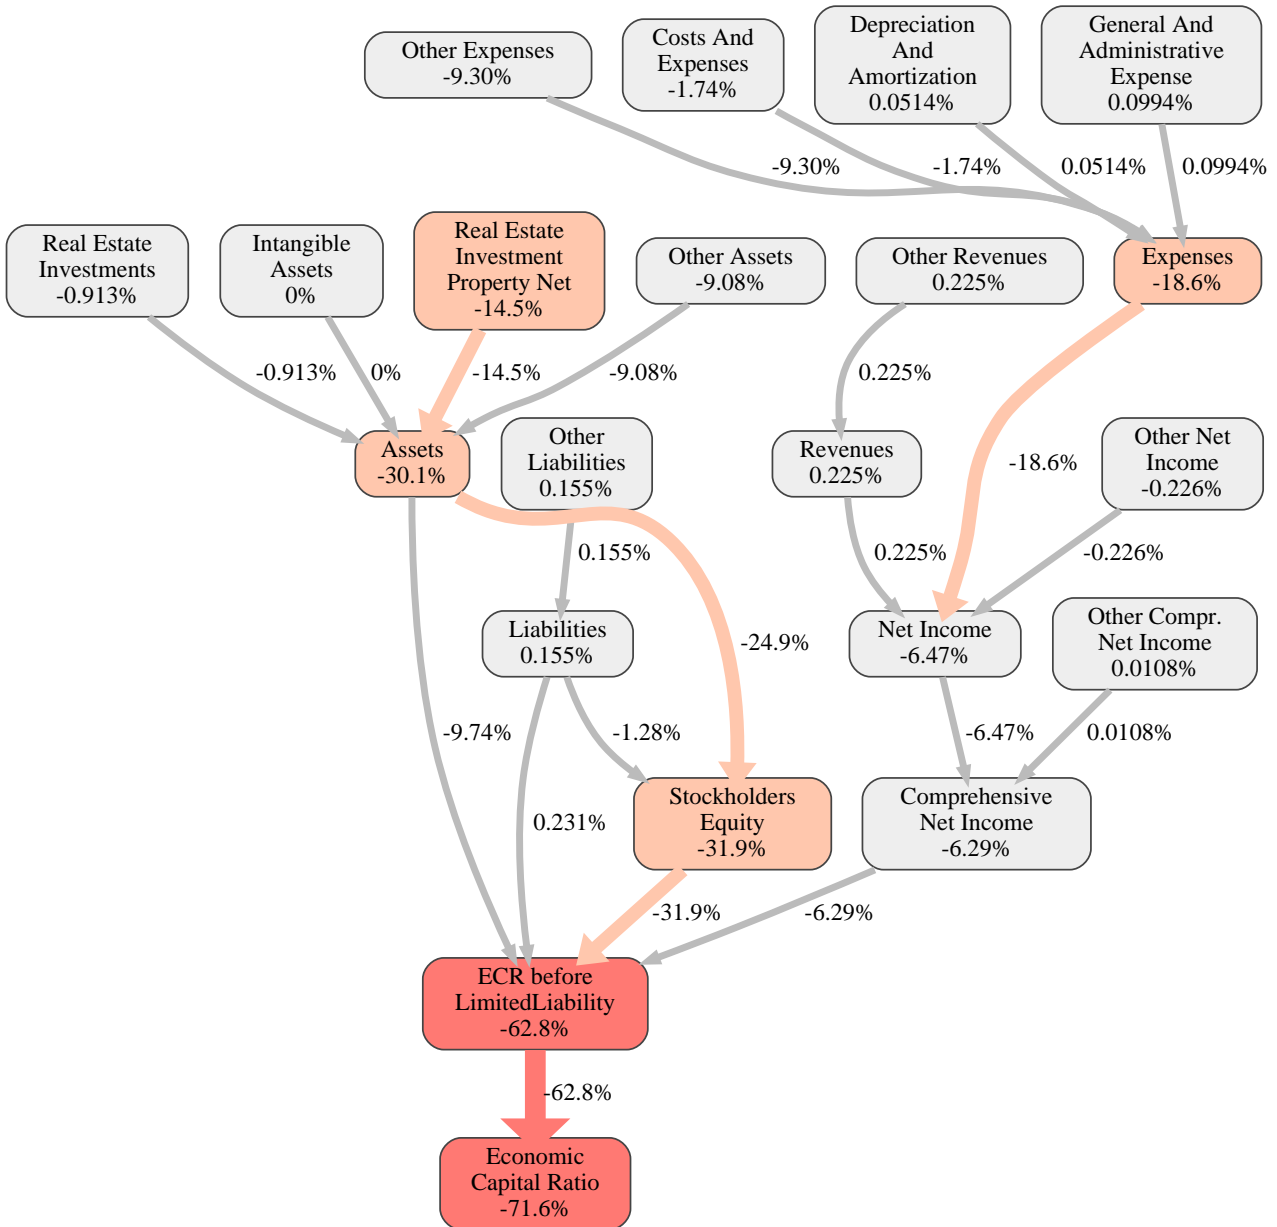 Other Expenses
-9.30%
Costs And
Expenses
-1.74%
Depreciation
And
Amortization
0.0514%
General And
Administrative
Expense
0.0994%
-9.30%
-1.74%
0.0514%
0.0994%
Real Estate
Investments
-0.913%
Intangible
Assets
0%
Real Estate
Investment
Property Net
-14.5%
Other Assets
-9.08%
Other Revenues
0.225%
Expenses
-18.6%
-0.913%
0%
-14.5%
-9.08%
0.225%
Assets
-30.1%
Other
Liabilities
0.155%
Revenues
0.225%
-18.6%
Other Net
Income
-0.226%
0.155%
0.225%
-0.226%
Liabilities
0.155%
-24.9%
Net Income
-6.47%
Other Compr.
Net Income
0.0108%
-9.74%
-1.28%
-6.47%
0.0108%
0.231%
Stockholders
Equity
-31.9%
Comprehensive
Net Income
-6.29%
-31.9%
-6.29%
ECR before
LimitedLiability
-62.8%
-62.8%
Economic
Capital Ratio
-71.6%